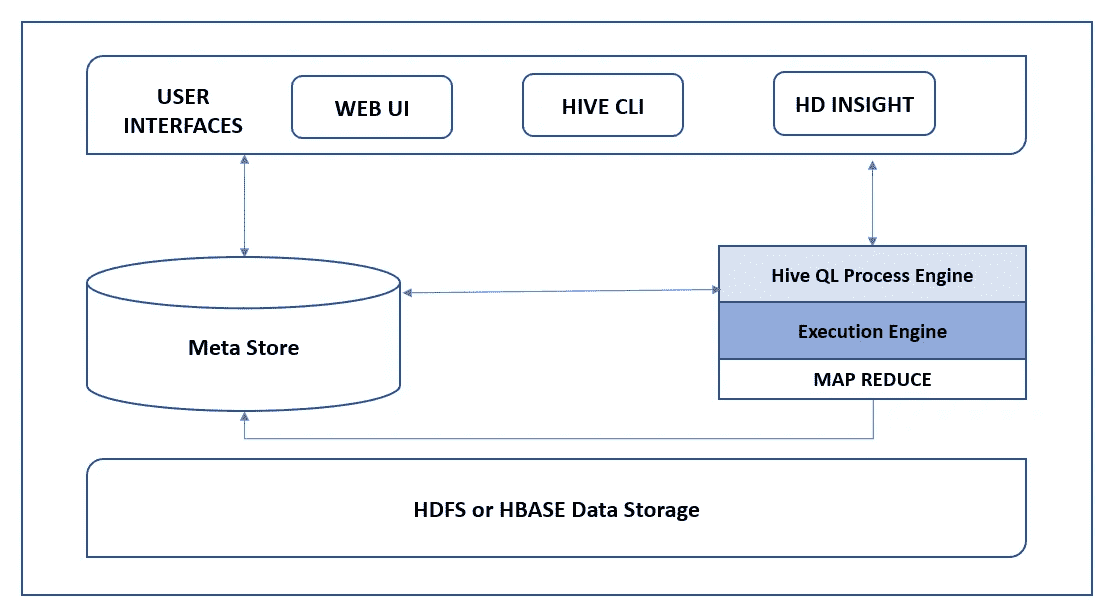 USER
INTERFACES
WEB UI
HIVE CLI
HD INSIGHT
Meta Store
Hive QL Process Engine
Execution Engine
MAP REDUCE
HDFS or HBASE Data Storage